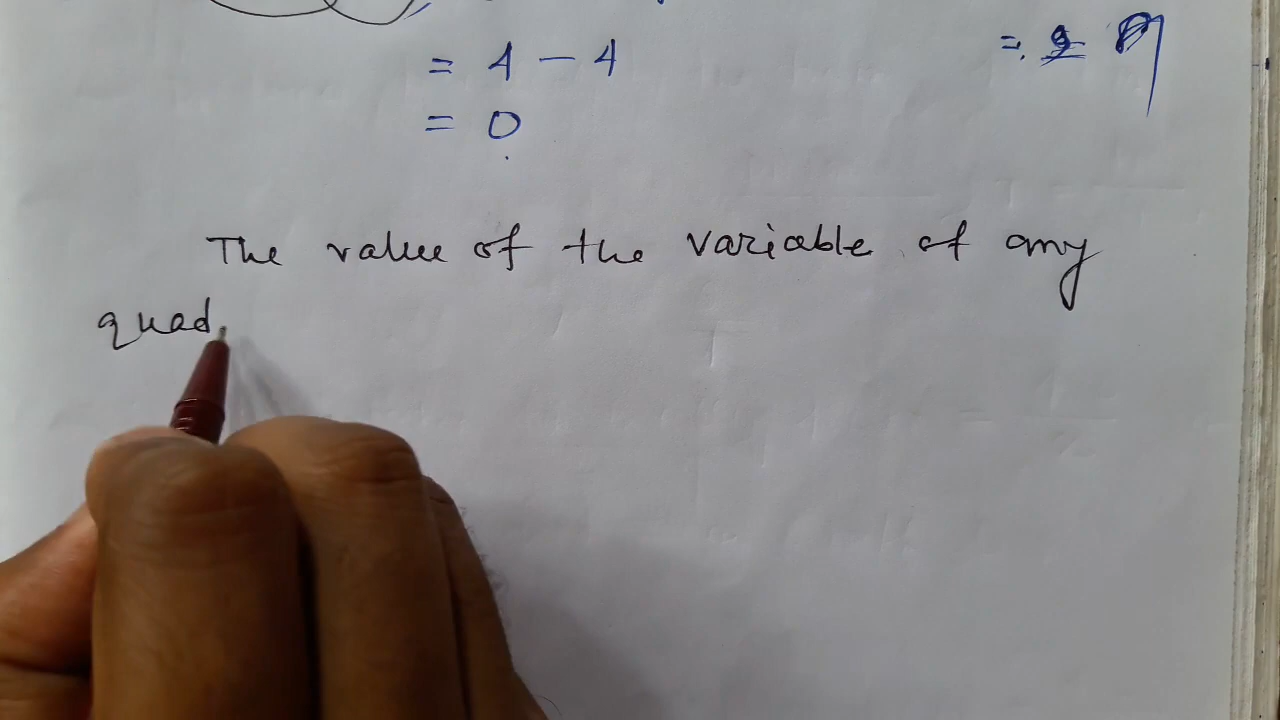 = 4 - 4
= 0
The value of the variable of any
quad